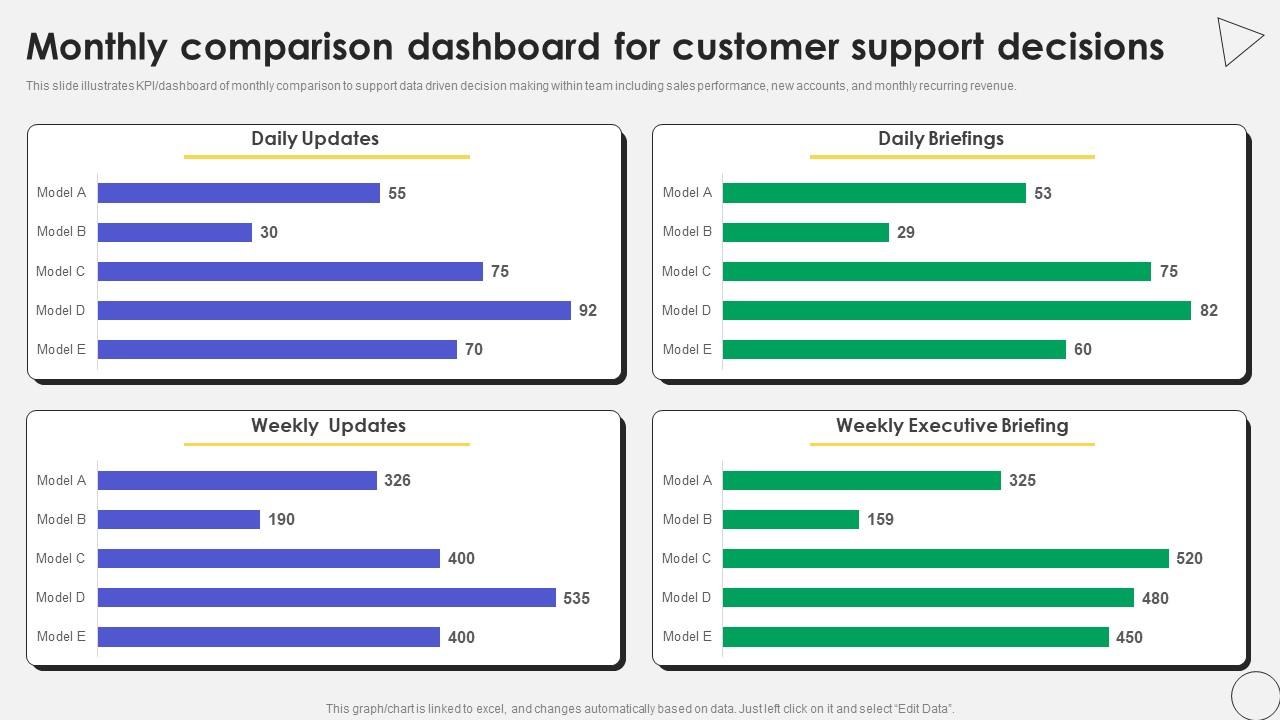 Monthly comparison dashboard for customer support decisions
This slide illustrates KPI/dashboard of monthly comparison to support data driven decision making within team including sales performance, new accounts, and monthly recurring revenue.
Daily Updates
Model A 55
Model B 30
Model C 75
Model D 92
Model E 70
Daily Briefings
Model A 53
Model B 29
Model C 75
Model D 82
Model E 60
Weekly Updates
Model A 326
Model B 190
Model C 400
Model D 535
Model E 400
Weekly Executive Briefing
Model A 325
Model B 159
Model C 520
Model D 480
Model E 450
This graph/chart is linked to excel, and changes automatically based on data. Just left click on it and select “Edit Data”.